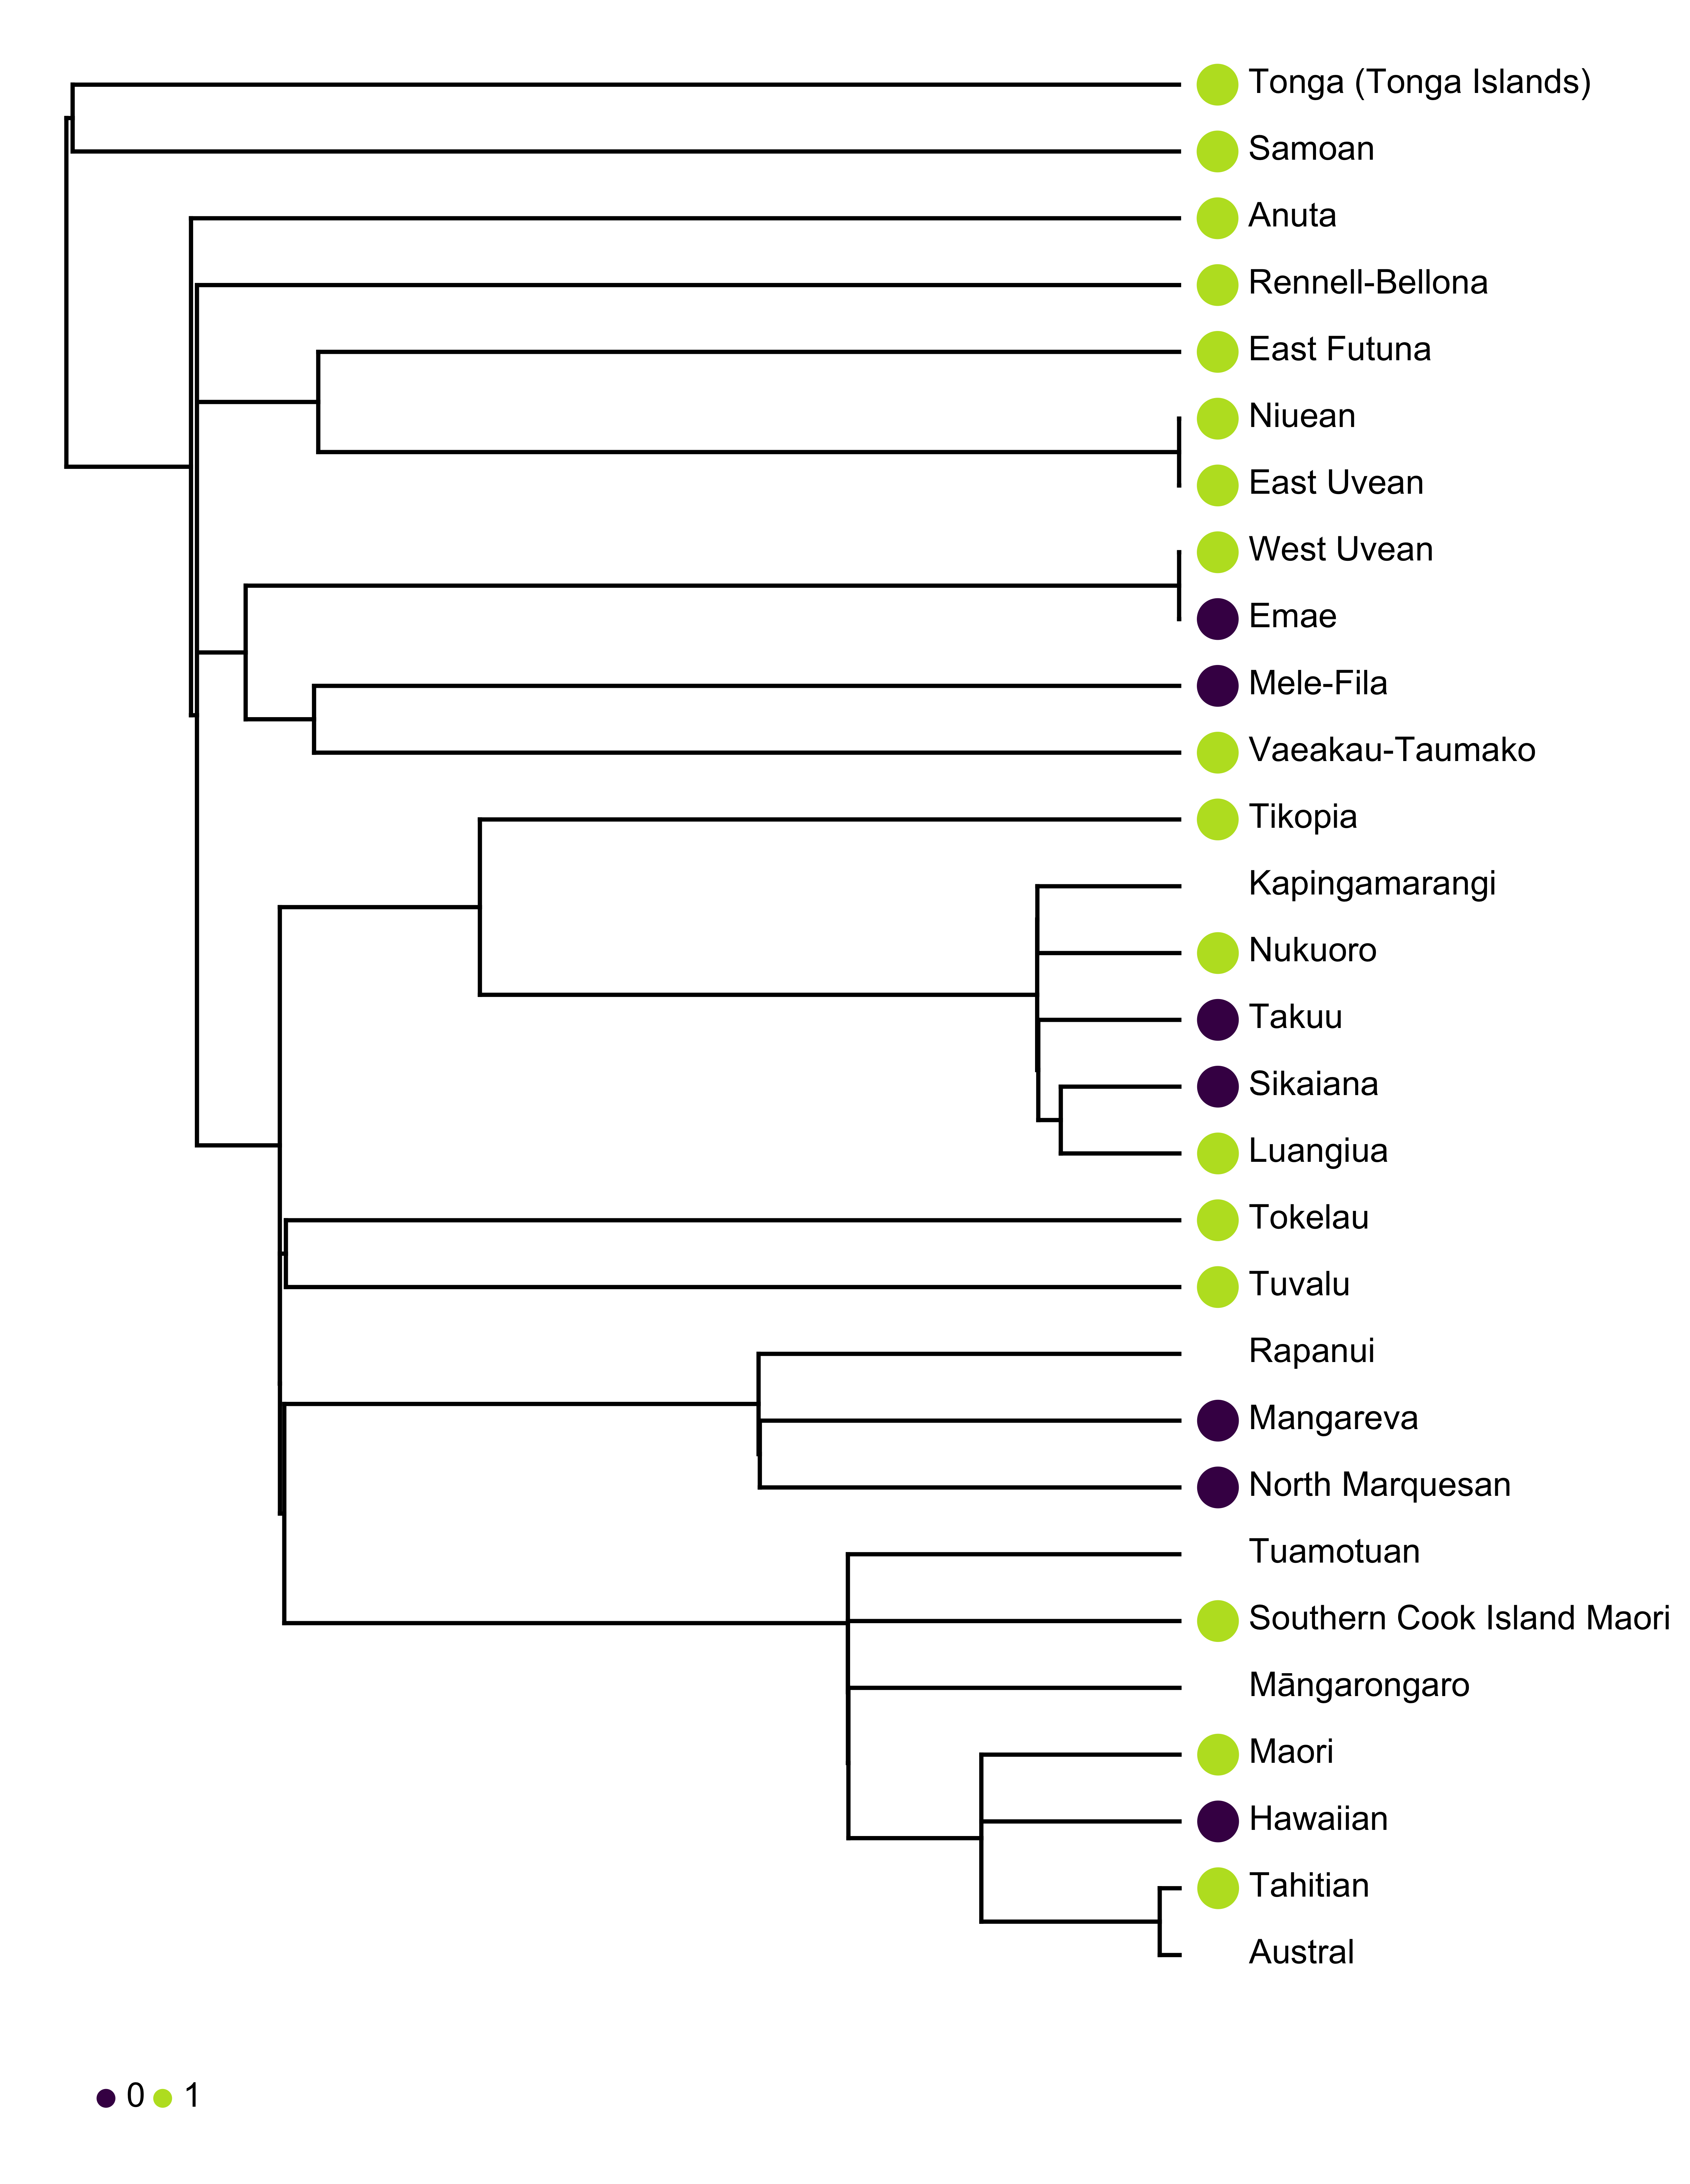 Tonga (Tonga Islands)
Samoan
Anuta
Rennell-Bellona
East Futuna
Niuean
East Uvean
West Uvean
Emae
Mele-Fila
Vaeakau-Taumako
Tikopia
Kapingamarangi
Nukuoro
Takuu
Sikaiana
Luangiua
Tokelau
Tuvalu
Rapanui
Mangareva
North Marquesan
Tuamotuan
Southern Cook Island Maori
Māngarongaro
Maori
Hawaiian
Tahitian
Austral
0 1